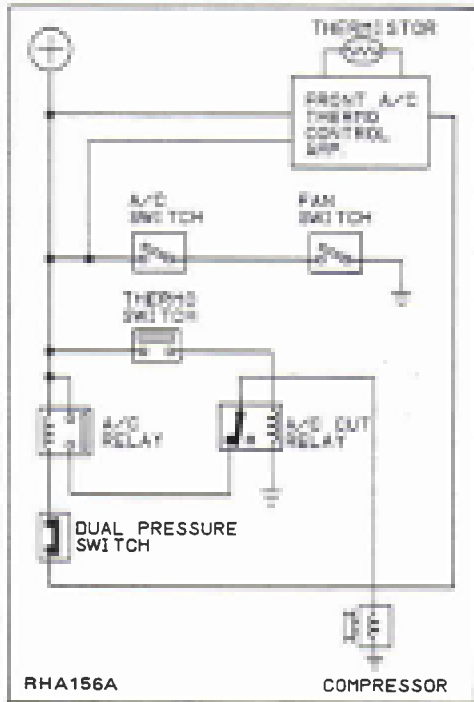 THERMISTOR
FRONT A/C
THERMO
CONTROL
AMP.
A/C
SWITCH
FAN
SWITCH
THERMO
SWITCH
A/C
RELAY
A/C CUT
RELAY
DUAL PRESSURE
SWITCH
RHA156A
COMPRESSOR